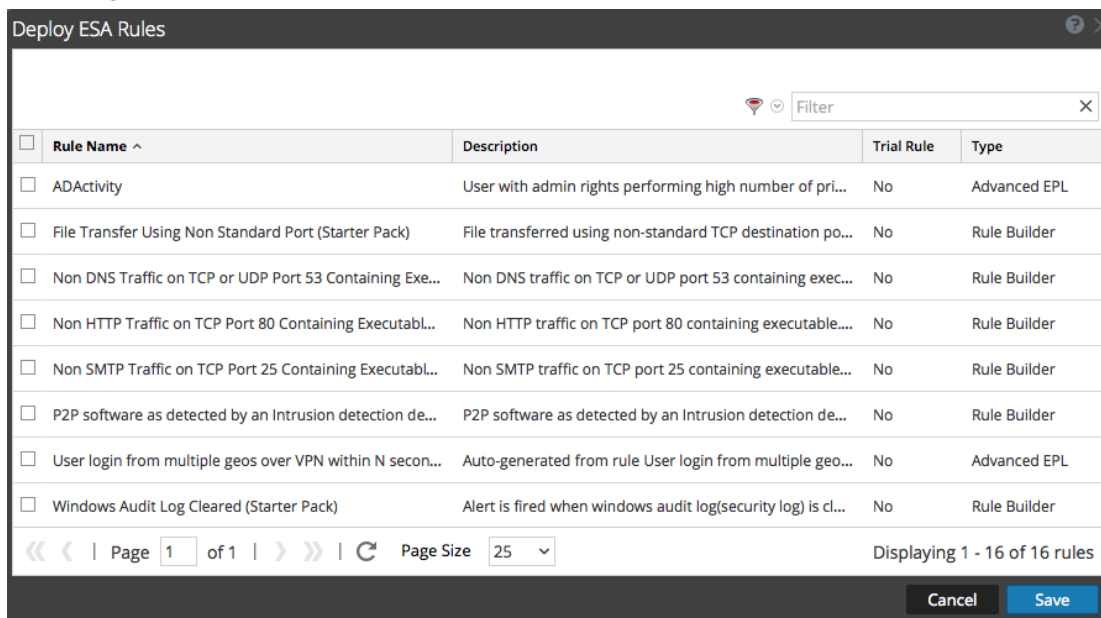 Deploy ESA Rules
Filter
Rule Name Description Trial Rule Type
ADActivity User with admin rights performing high number of pri... No Advanced EPL
File Transfer Using Non Standard Port (Starter Pack) File transferred using non-standard TCP destination po... No Rule Builder
Non DNS Traffic on TCP or UDP Port 53 Containing Exe... Non DNS traffic on TCP or UDP port 53 containing exec... No Rule Builder
Non HTTP Traffic on TCP Port 80 Containing Executabl... Non HTTP traffic on TCP port 80 containing executable.... No Rule Builder
Non SMTP Traffic on TCP Port 25 Containing Executabl... Non SMTP traffic on TCP port 25 containing executable... No Rule Builder
P2P software as detected by an Intrusion detection de... P2P software as detected by an Intrusion detection de... No Rule Builder
User login from multiple geos over VPN within N secon... Auto-generated from rule User login from multiple geo... No Advanced EPL
Windows Audit Log Cleared (Starter Pack) Alert is fired when windows audit log(security log) is cl... No Rule Builder
Page 1 of 1 Page Size 25 Displaying 1 - 16 of 16 rules
Cancel Save